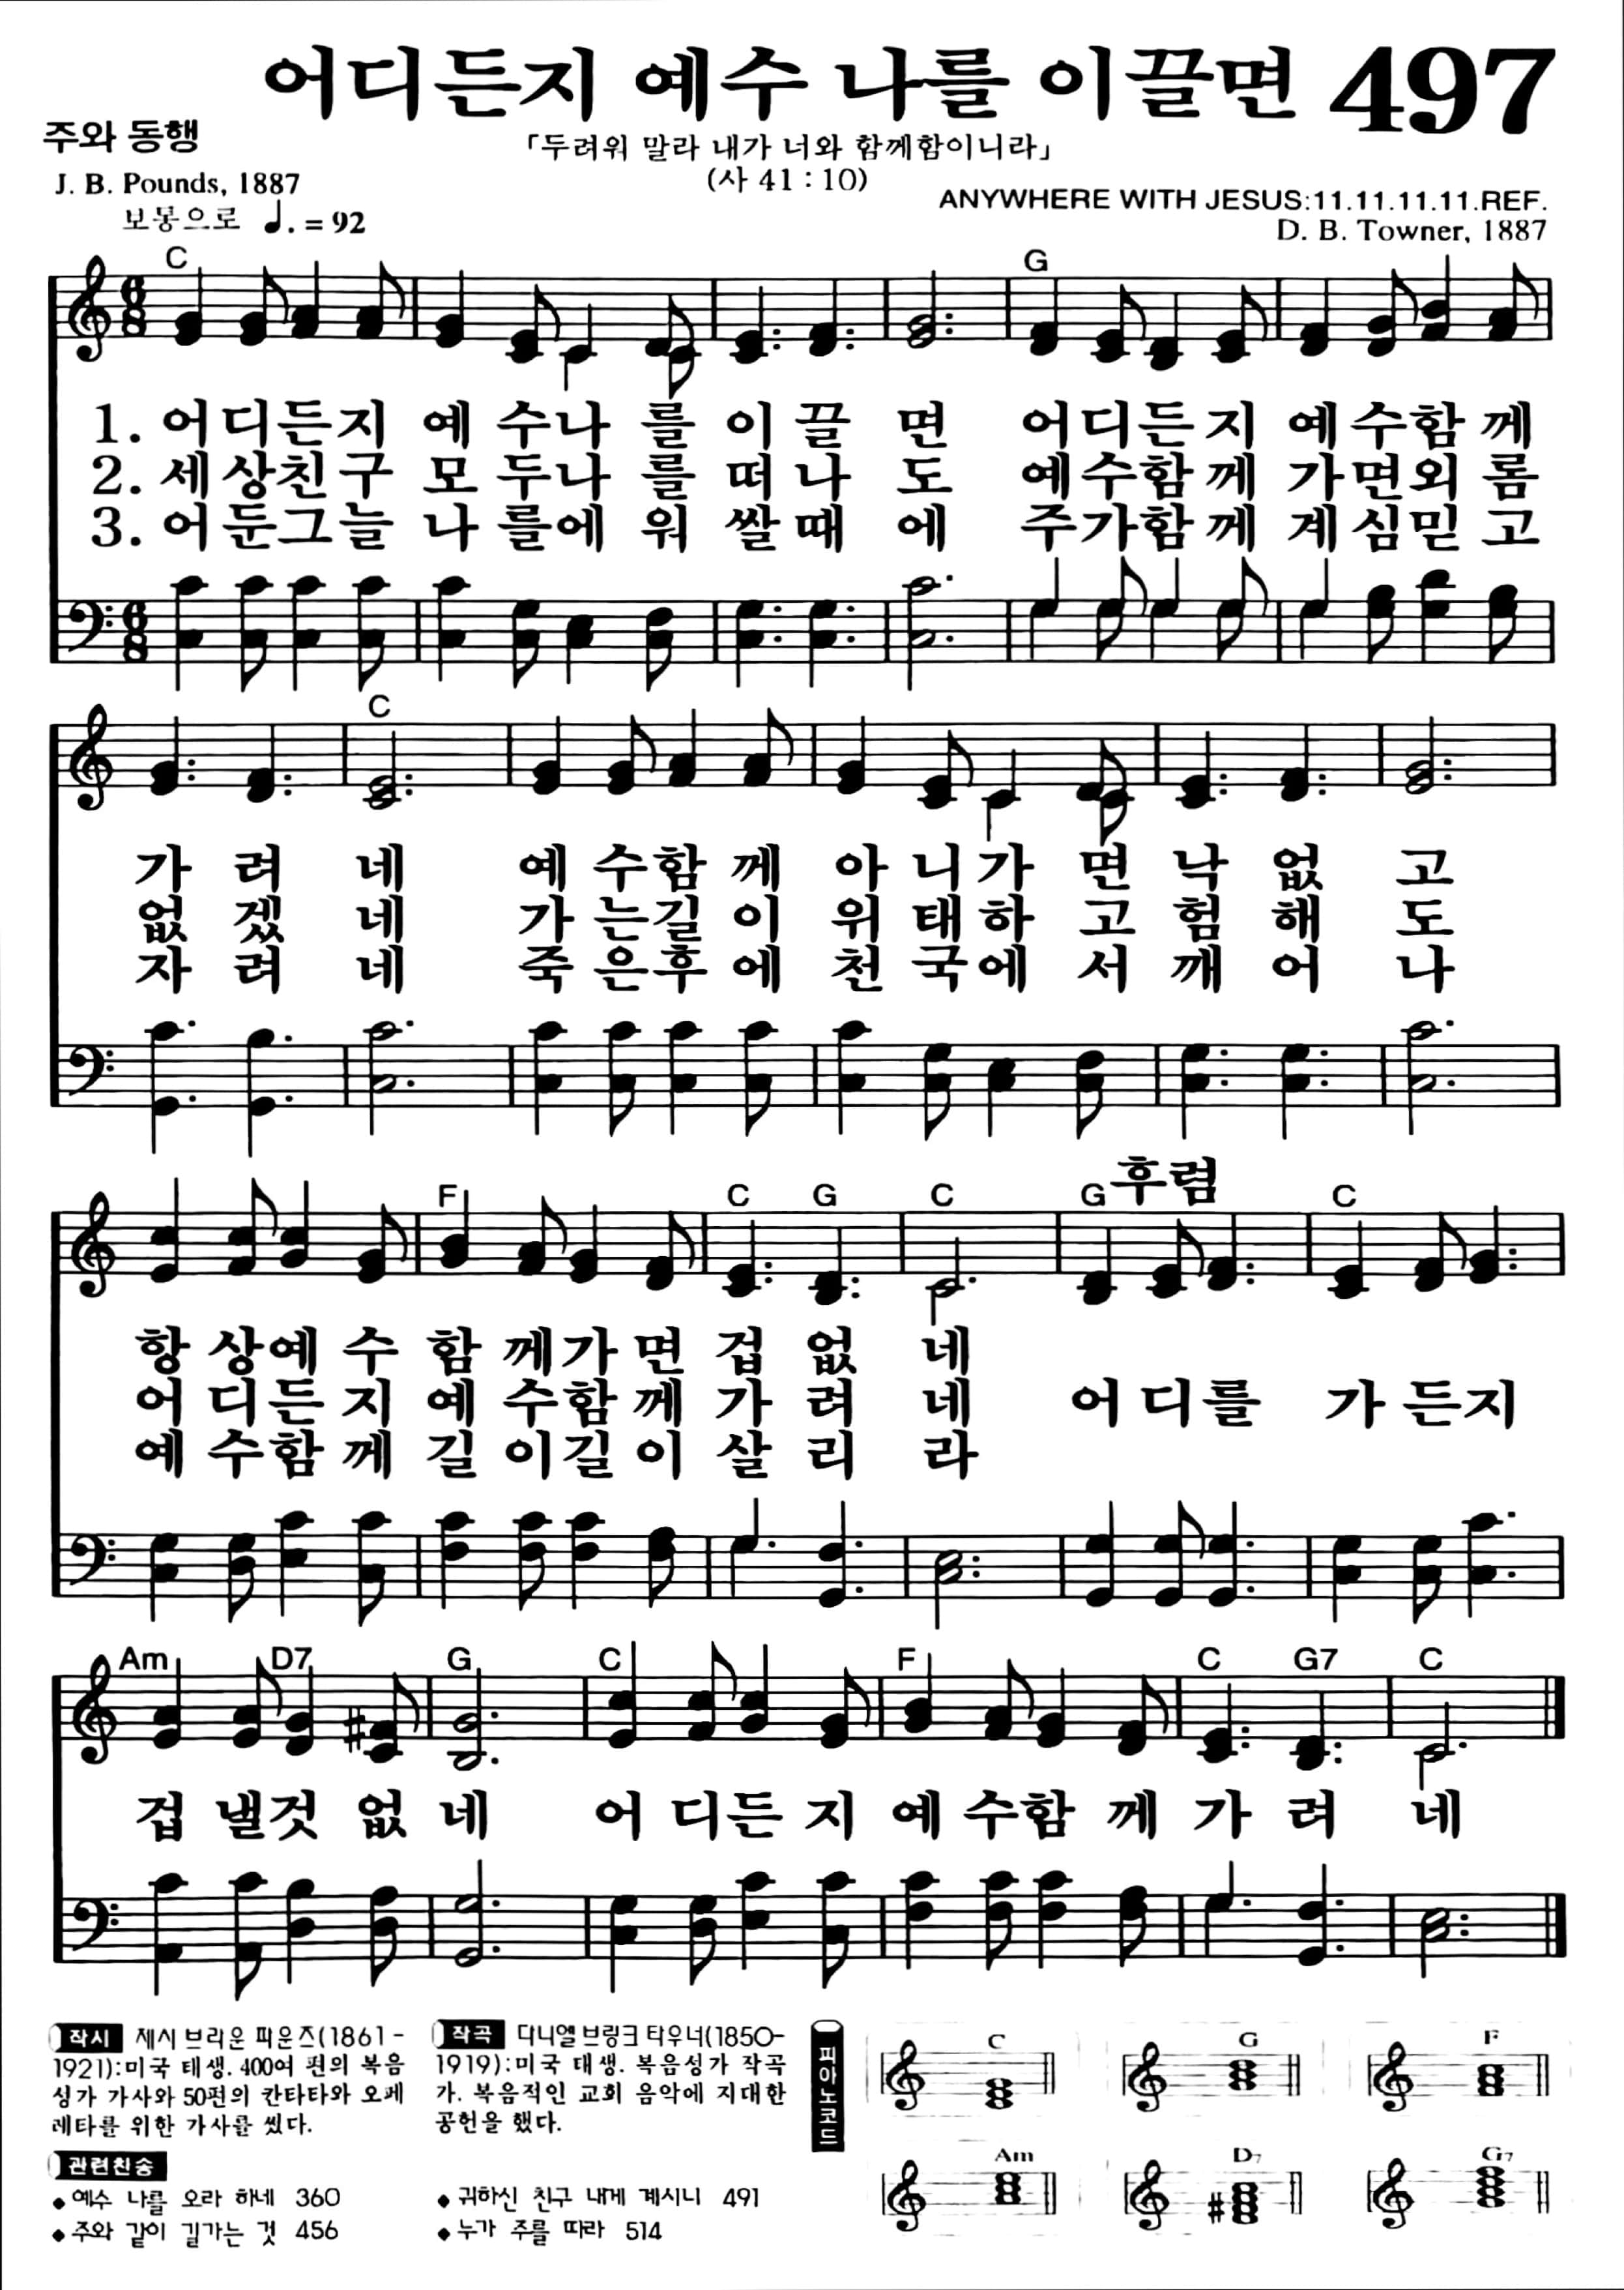 어디든지 예수 나를 이끌면 497
주와 동행
「두려워 말라 내가 너와 함께함이니라」
(사 41 : 10)
J. B. Pounds, 1887
ANYWHERE WITH JESUS:11.11.11.11.REF.
보통으로 ♩. = 92
D. B. Towner, 1887
C G
1. 어디든지 예 수나 를 이 끌 면 어디든 지 예 수함 께
2. 세상친구 모 두나 를 떠 나 도 예수함 께 가 면외 롬
3. 어둔그늘 나 를에 워 쌀 때 에 주가함 께 계 심믿 고
C
가 려 네 예 수함 께 아 니가 면 낙 없 고
없 겠 네 가 는길 이 위 태하 고 험 해 도
자 려 네 죽 은후 에 천 국에 서 깨 어 나
후렴
F C G C G C
항 상예 수 함 께가 면 겁 없 네
어 디든 지 예 수함 께 가 려 네 어 디를 가 든지
예 수함 께 길 이길 이 살 리 라
Am D7 G C F C G7 C
겁 낼것 없 네 어 디든 지 예 수함 께 가 려 네
작시 제시 브라운 파운즈(1861-
1921):미국 태생. 400여 편의 복음
성가 가사와 50편의 칸타타와 오페
레타를 위한 가사를 썼다.
작곡 다니엘 브링크 타우너(1850-
1919):미국 태생. 복음성가 작곡
가. 복음적인 교회 음악에 지대한
공헌을 했다.
관련찬송
◆예수 나를 오라 하네 360
◆주와 같이 길가는 것 456
◆귀하신 친구 내게 계시니 491
◆누가 주를 따라 514
피아노코드
C G F
Am D7 G7